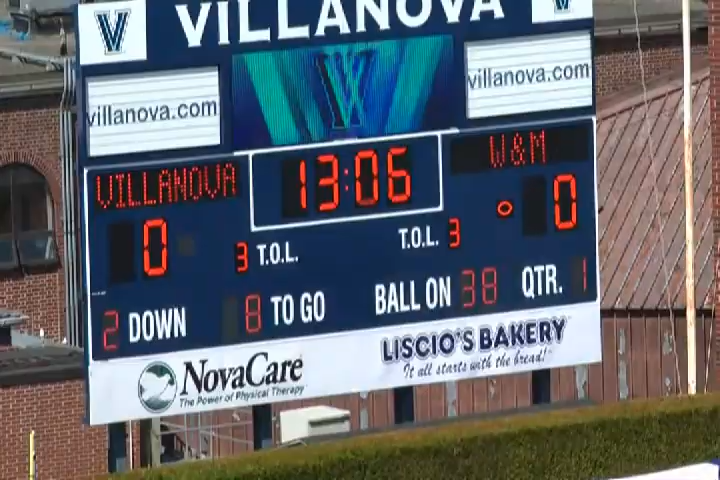 VILLANOVA
V
V
villanova.com
villanova.com
VILLANOVA
13:06
W&M
0
0
3 T.O.L.
T.O.L. 3
2 DOWN
8 TO GO
BALL ON 38
QTR. 1
NovaCare
The Power of Physical Therapy
LISCIO'S BAKERY
It all starts with the bread!